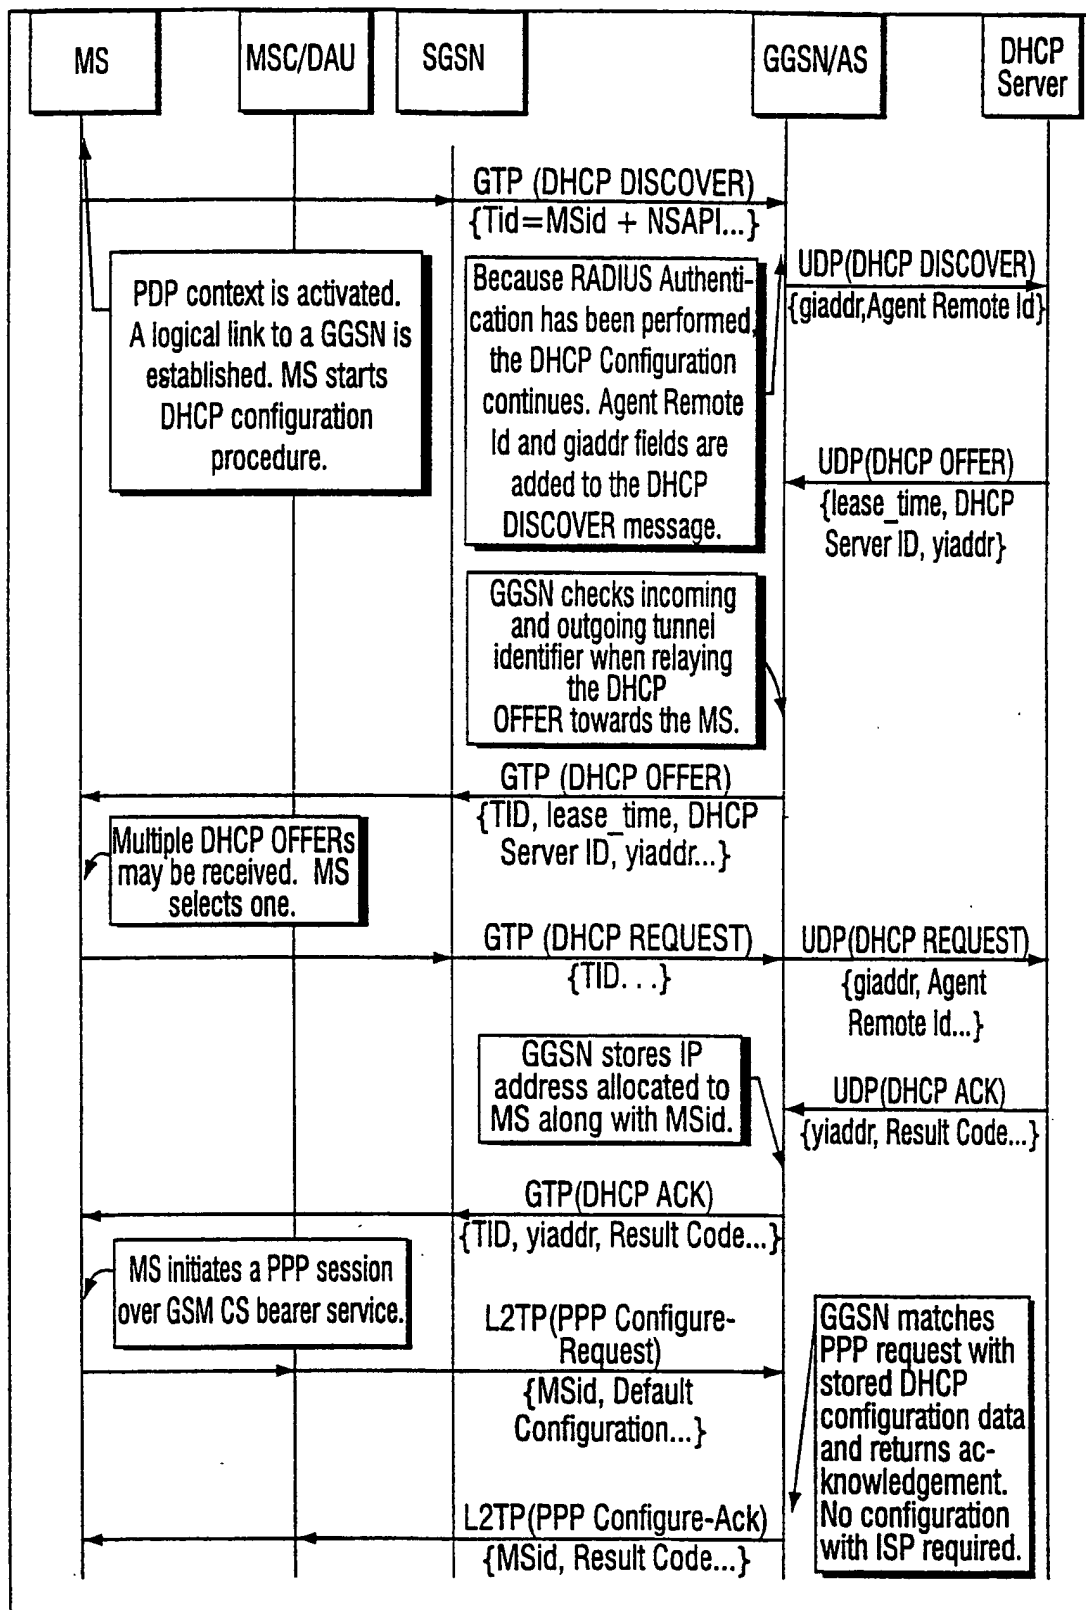 MS
MSC/DAU
SGSN
GGSN/AS
DHCP
Server
GTP (DHCP DISCOVER)
{Tid=MSid + NSAPI...}
PDP context is activated.
A logical link to a GGSN is
established. MS starts
DHCP configuration
procedure.
Because RADIUS Authenti-
cation has been performed,
the DHCP Configuration
continues. Agent Remote
Id and giaddr fields are
added to the DHCP
DISCOVER message.
UDP(DHCP DISCOVER)
{giaddr,Agent Remote Id}
UDP(DHCP OFFER)
{lease_time, DHCP
Server ID, yiaddr}
GGSN checks incoming
and outgoing tunnel
identifier when relaying
the DHCP
OFFER towards the MS.
GTP (DHCP OFFER)
{TID, lease_time, DHCP
Server ID, yiaddr...}
Multiple DHCP OFFERs
may be received. MS
selects one.
GTP (DHCP REQUEST)
{TID. . .}
UDP(DHCP REQUEST)
{giaddr, Agent
Remote Id...}
GGSN stores IP
address allocated to
MS along with MSid.
UDP(DHCP ACK)
{yiaddr, Result Code...}
GTP(DHCP ACK)
{TID, yiaddr, Result Code...}
MS initiates a PPP session
over GSM CS bearer service.
L2TP(PPP Configure-
Request)
{MSid, Default
Configuration...}
GGSN matches
PPP request with
stored DHCP
configuration data
and returns ac-
knowledgement.
No configuration
with ISP required.
L2TP(PPP Configure-Ack)
{MSid, Result Code...}